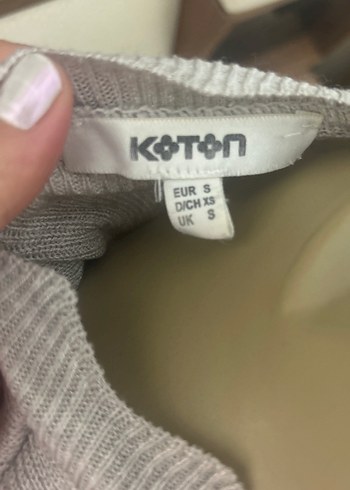 KOTON
EUR S
D/CH XS
UK S